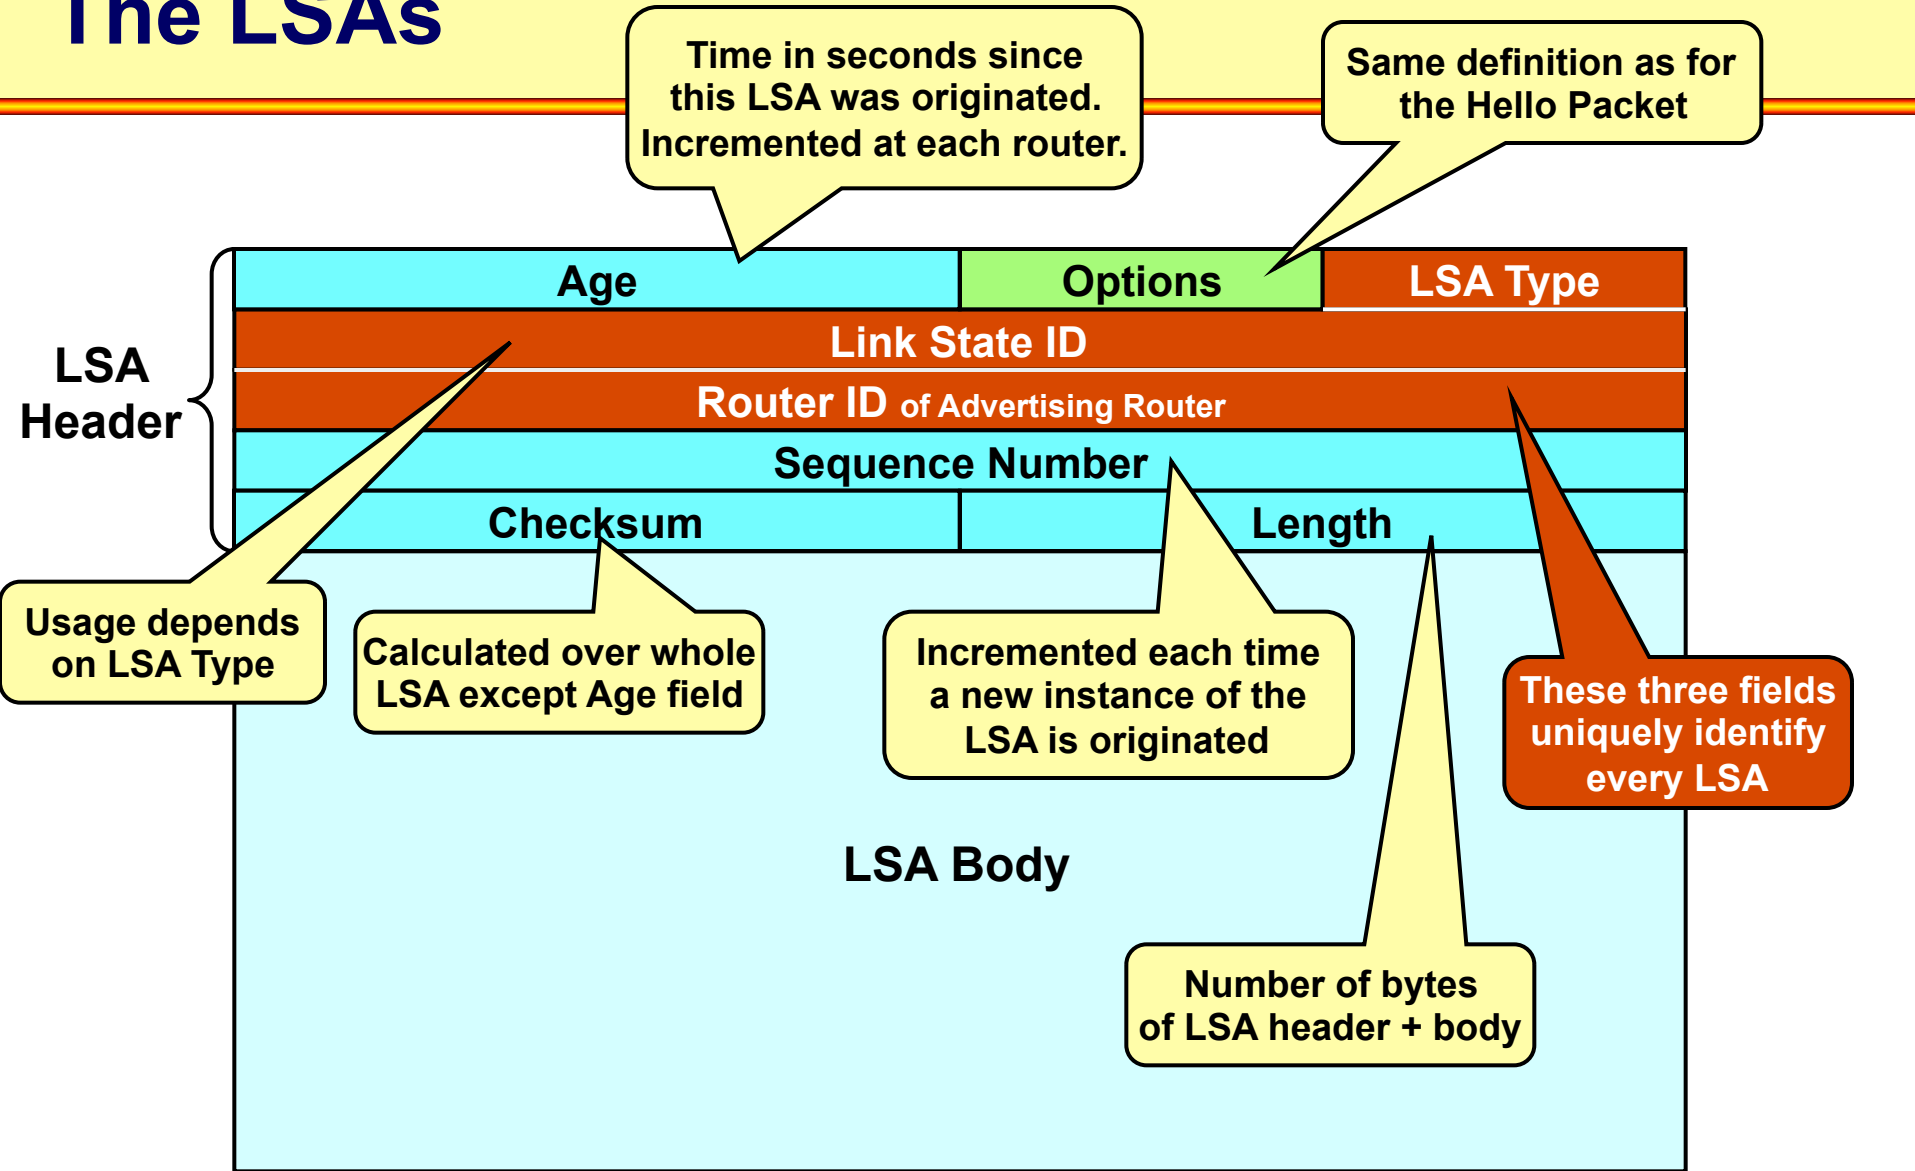 The LSAs
Time in seconds since
this LSA was originated.
Incremented at each router.
Same definition as for
the Hello Packet
Age
Options
LSA Type
LSA
Header
Link State ID
Router ID of Advertising Router
Sequence Number
Checksum
Length
Usage depends
on LSA Type
Calculated over whole
LSA except Age field
Incremented each time
a new instance of the
LSA is originated
These three fields
uniquely identify
every LSA
LSA Body
Number of bytes
of LSA header + body